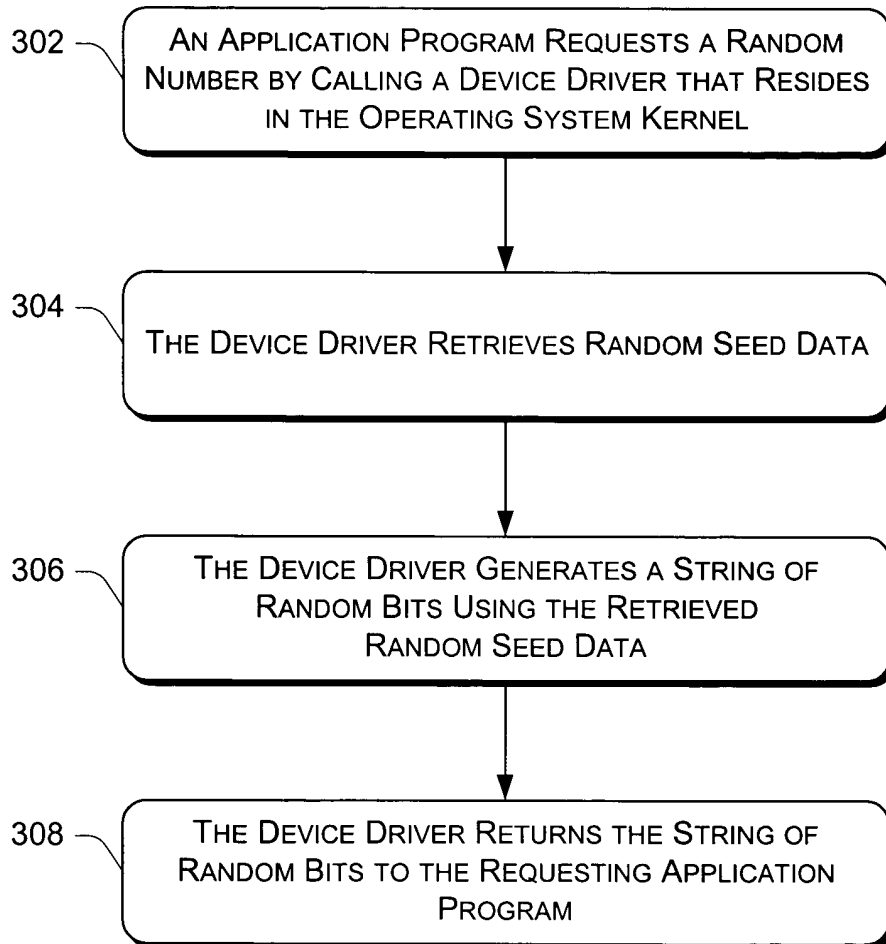 302
AN APPLICATION PROGRAM REQUESTS A RANDOM
NUMBER BY CALLING A DEVICE DRIVER THAT RESIDES
IN THE OPERATING SYSTEM KERNEL
304
THE DEVICE DRIVER RETRIEVES RANDOM SEED DATA
306
THE DEVICE DRIVER GENERATES A STRING OF
RANDOM BITS USING THE RETRIEVED
RANDOM SEED DATA
308
THE DEVICE DRIVER RETURNS THE STRING OF
RANDOM BITS TO THE REQUESTING APPLICATION
PROGRAM